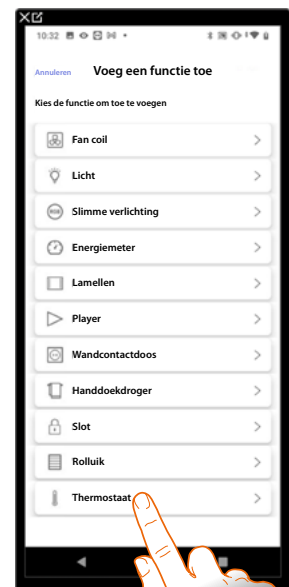 10:32
Annuleren Voeg een functie toe
Kies de functie om toe te voegen
Fan coil
Licht
Slimme verlichting
Energiemeter
Lamellen
Player
Wandcontactdoos
Handdoekdroger
Slot
Rolluik
Thermostaat